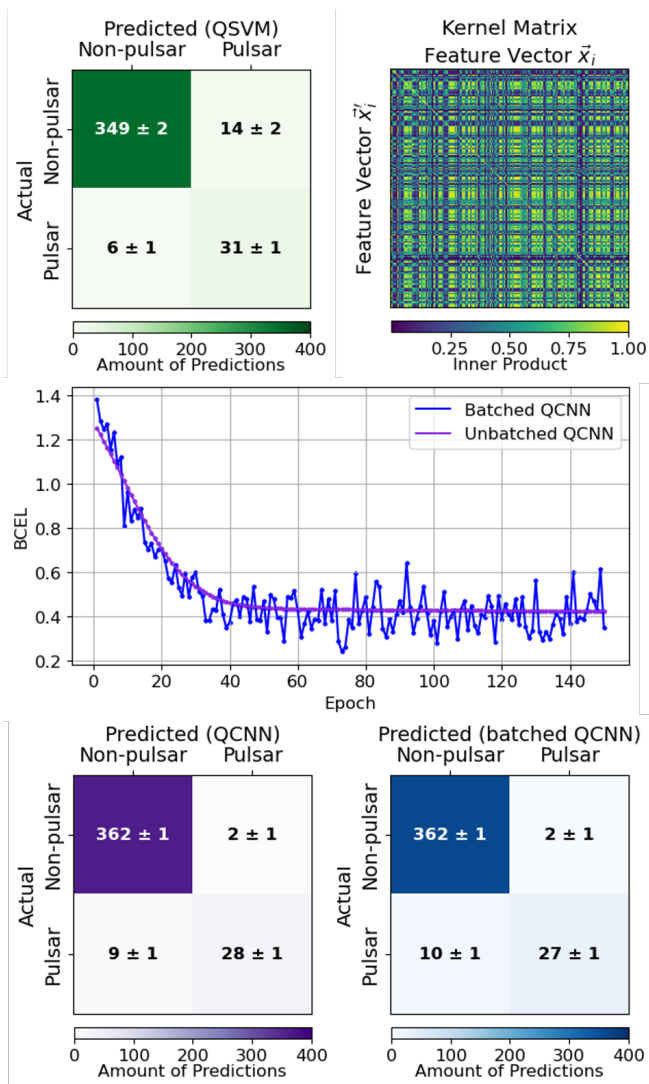 Predicted (QSVM)
Non-pulsar Pulsar
Actual
Non-pulsar
Pulsar
349 ± 2 14 ± 2
6 ± 1 31 ± 1
0 100 200 300 400
Amount of Predictions
Kernel Matrix
Feature Vector x⃗ᵢ
Feature Vector x⃗ᵢ′
0.25 0.50 0.75 1.00
Inner Product
BCEL
1.4
1.2
1.0
0.8
0.6
0.4
0.2
Batched QCNN
Unbatched QCNN
0 20 40 60 80 100 120 140
Epoch
Predicted (QCNN)
Non-pulsar Pulsar
Actual
Non-pulsar
Pulsar
362 ± 1 2 ± 1
9 ± 1 28 ± 1
0 100 200 300 400
Amount of Predictions
Predicted (batched QCNN)
Non-pulsar Pulsar
Actual
Non-pulsar
Pulsar
362 ± 1 2 ± 1
10 ± 1 27 ± 1
0 100 200 300 400
Amount of Predictions